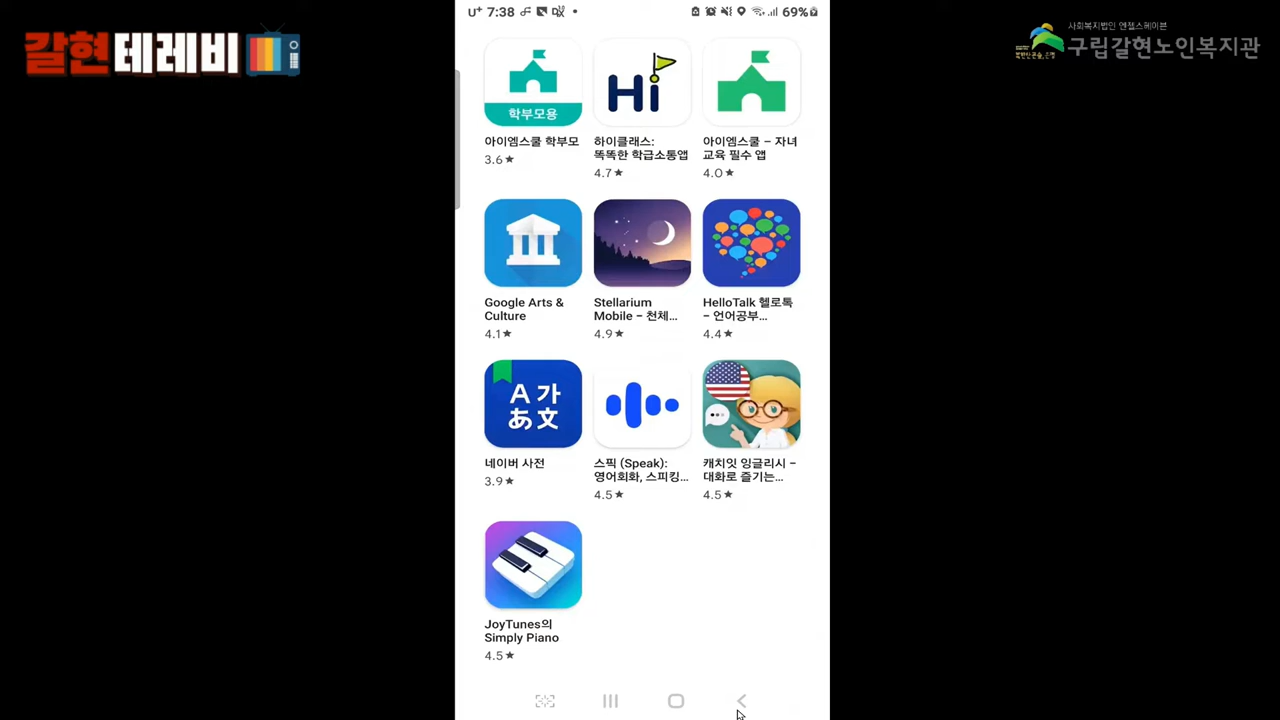 갈현테레비
사회복지법인 엔젤스헤이븐
구립갈현노인복지관
U+ 7:38
69%
학부모용
Hi
아이엠스쿨 학부모
3.6★
하이클래스:
똑똑한 학급소통앱
4.7★
아이엠스쿨 - 자녀
교육 필수 앱
4.0★
Google Arts &
Culture
4.1★
Stellarium
Mobile - 천체...
4.9★
HelloTalk 헬로톡
- 언어공부...
4.4★
A 가
あ 文
네이버 사전
3.9★
스픽 (Speak):
영어회화, 스피킹...
4.5★
캐치잇 잉글리시 -
대화로 즐기는...
4.5★
JoyTunes의
Simply Piano
4.5★